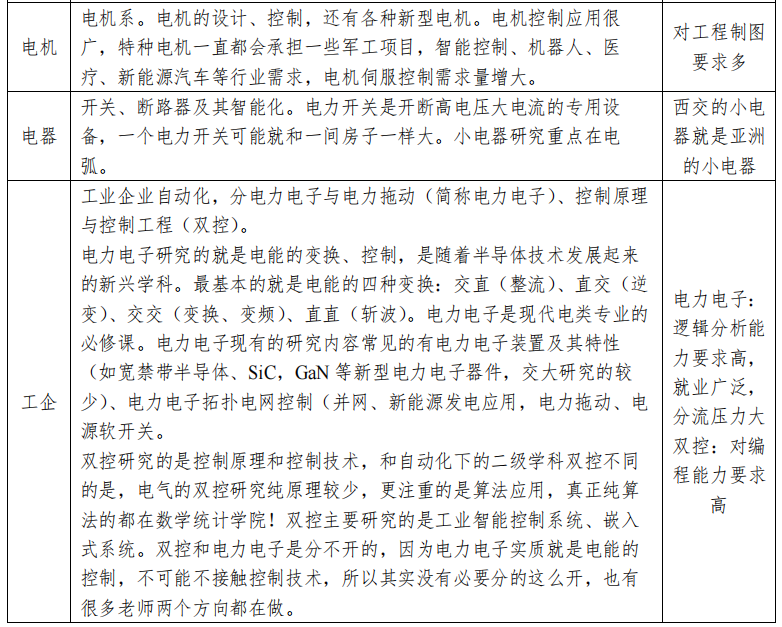 电机
电机系。电机的设计、控制，还有各种新型电机。电机控制应用很
广，特种电机一直都会承担一些军工项目，智能控制、机器人、医
疗、新能源汽车等行业需求，电机伺服控制需求量增大。
对工程制图
要求多
电器
开关、断路器及其智能化。电力开关是开断高电压大电流的专用设
备，一个电力开关可能就和一间房子一样大。小电器研究重点在电
弧。
西交的小电
器就是亚洲
的小电器
工企
工业企业自动化，分电力电子与电力拖动（简称电力电子）、控制原理
与控制工程（双控）。
电力电子研究的就是电能的变换、控制，是随着半导体技术发展起来
的新兴学科。最基本的就是电能的四种变换：交直（整流）、直交（逆
变）、交交（变换、变频）、直直（斩波）。电力电子是现代电类专业的
必修课。电力电子现有的研究内容常见的有电力电子装置及其特性
（如宽禁带半导体、SiC，GaN 等新型电力电子器件，交大研究的较
少）、电力电子拓扑电网控制（并网、新能源发电应用，电力拖动、电
源软开关。
双控研究的是控制原理和控制技术，和自动化下的二级学科双控不同
的是，电气的双控研究纯原理较少，更注重的是算法应用，真正纯算
法的都在数学统计学院！双控主要研究的是工业智能控制系统、嵌入
式系统。双控和电力电子是分不开的，因为电力电子实质就是电能的
控制，不可能不接触控制技术，所以其实没有必要分的这么开，也有
很多老师两个方向都在做。
电力电子：
逻辑分析能
力要求高，
就业广泛，
分流压力大
双控：对编
程能力要求
高